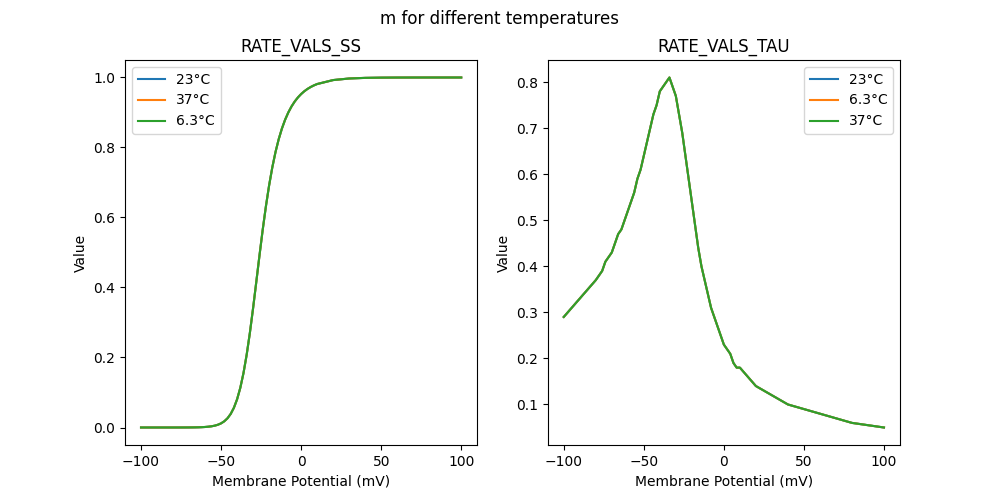 m for different temperatures
RATE_VALS_SS
1.0
0.8
0.6
0.4
0.2
0.0
Value
23°C
37°C
6.3°C
−100
−50
0
50
100
Membrane Potential (mV)
RATE_VALS_TAU
0.8
0.7
0.6
0.5
0.4
0.3
0.2
0.1
Value
23°C
6.3°C
37°C
−100
−50
0
50
100
Membrane Potential (mV)